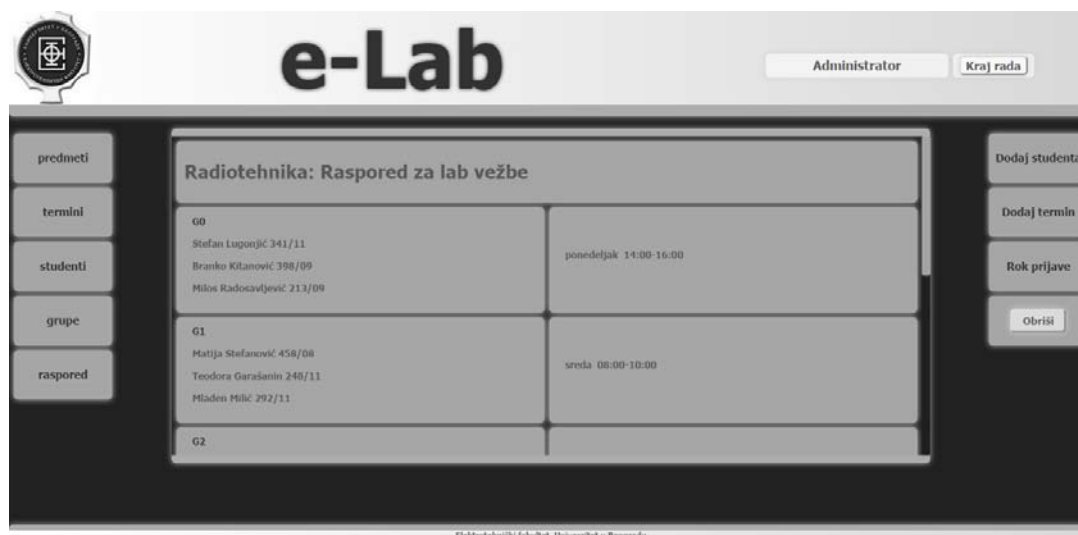 e-Lab
Administrator
Kraj rada
predmeti
termini
studenti
grupe
raspored
Radiotehnika: Raspored za lab vežbe
G0
Stefan Lugonjić 341/11
Branko Kitanović 398/09
Milos Radosavljević 213/09
ponedeljak 14:00-16:00
G1
Matija Stefanović 458/08
Teodora Garašanin 240/11
Mladen Milić 292/11
sreda 08:00-10:00
G2
Dodaj studenta
Dodaj termin
Rok prijave
Obriši